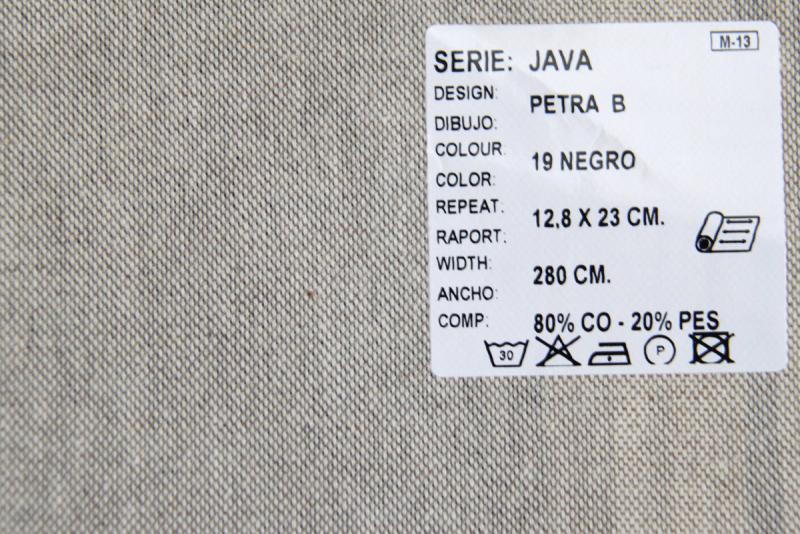 M-13
SERIE: JAVA
DESIGN:
DIBUJO: PETRA B
COLOUR:
COLOR: 19 NEGRO
REPEAT.
RAPORT: 12,8 X 23 CM.
WIDTH:
ANCHO: 280 CM.
COMP: 80% CO - 20% PES
30 P